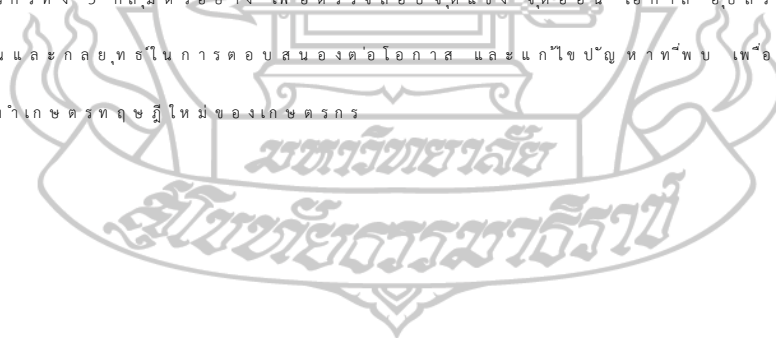 กรทั้ง 3 กลุ่มตัวอย่าง เพื่อตรวจสอบจุดแข็ง จุดอ่อน โอกาส อุปสร
นและกลยุทธ์ในการตอบสนองต่อโอกาส และแก้ไขปัญหาที่พบ เพื่อ
ำเกษตรทฤษฎีใหม่ของเกษตรกร
มหาวิทยาลัย
สุโขทัยธรรมาธิราช